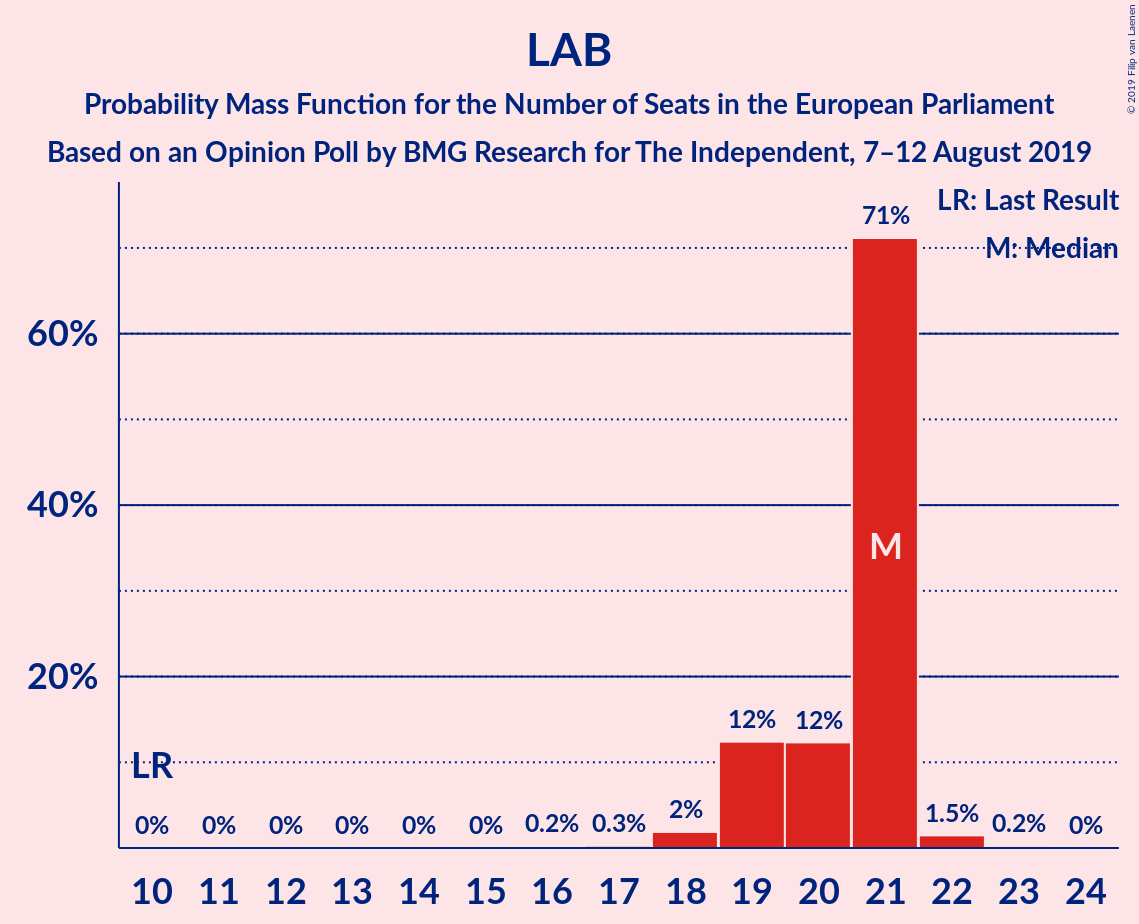 LAB
Probability Mass Function for the Number of Seats in the European Parliament
Based on an Opinion Poll by BMG Research for The Independent, 7–12 August 2019
© 2019 Filip van Laenen
LR: Last Result
M: Median
71%
60%
40%
M
20%
12% 12%
LR
0% 0% 0% 0% 0% 0% 0.2% 0.3% 2% 1.5% 0.2% 0%
10 11 12 13 14 15 16 17 18 19 20 21 22 23 24